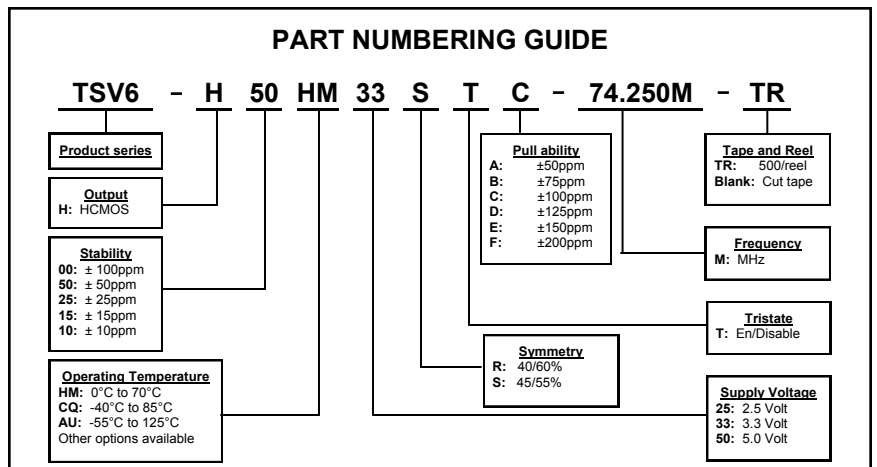 PART NUMBERING GUIDE
TSV6 - H 50 HM 33 S T C - 74.250M - TR
Product series
Output
H: HCMOS
Stability
00: ± 100ppm
50: ± 50ppm
25: ± 25ppm
15: ± 15ppm
10: ± 10ppm
Operating Temperature
HM: 0°C to 70°C
CQ: -40°C to 85°C
AU: -55°C to 125°C
Other options available
Pull ability
A: ±50ppm
B: ±75ppm
C: ±100ppm
D: ±125ppm
E: ±150ppm
F: ±200ppm
Symmetry
R: 40/60%
S: 45/55%
Tape and Reel
TR: 500/reel
Blank: Cut tape
Frequency
M: MHz
Tristate
T: En/Disable
Supply Voltage
25: 2.5 Volt
33: 3.3 Volt
50: 5.0 Volt